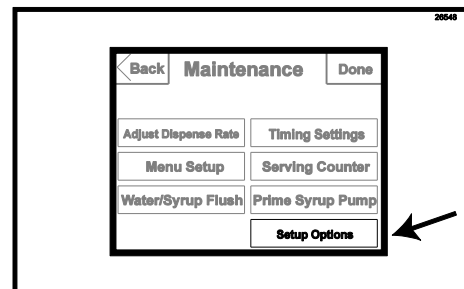 26548
Back Maintenance Done
Adjust Dispense Rate Timing Settings
Menu Setup Serving Counter
Water/Syrup Flush Prime Syrup Pump
Setup Options